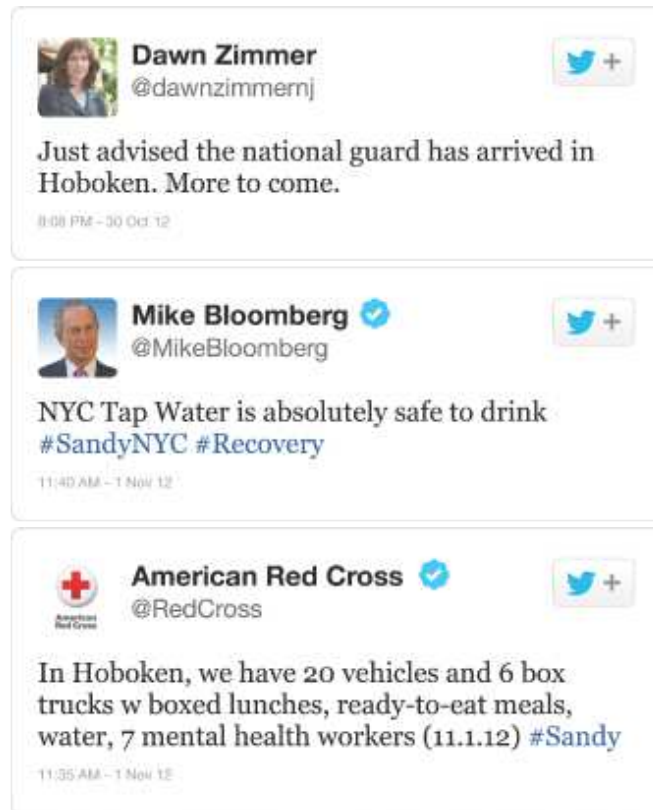 Dawn Zimmer
@dawnzimmernj
Just advised the national guard has arrived in
Hoboken. More to come.
8:08 PM - 30 Oct 12
Mike Bloomberg
@MikeBloomberg
NYC Tap Water is absolutely safe to drink
#SandyNYC #Recovery
11:40 AM - 1 Nov 12
American Red Cross
@RedCross
American
Red Cross
In Hoboken, we have 20 vehicles and 6 box
trucks w boxed lunches, ready-to-eat meals,
water, 7 mental health workers (11.1.12) #Sandy
11:35 AM - 1 Nov 12